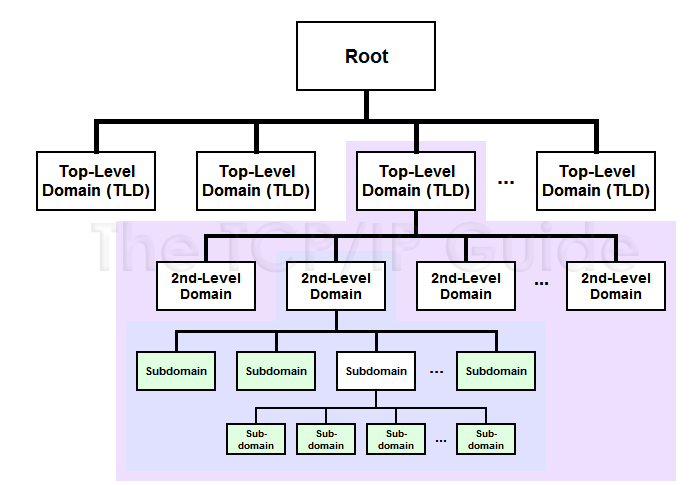 Root
Top-Level Top-Level Top-Level Top-Level
Domain (TLD) Domain (TLD) Domain (TLD) ... Domain (TLD)
The TCP/IP Guide
2nd-Level 2nd-Level 2nd-Level 2nd-Level
Domain Domain Domain ... Domain
Subdomain Subdomain Subdomain ... Subdomain
Sub- Sub- Sub- Sub-
domain domain domain ... domain